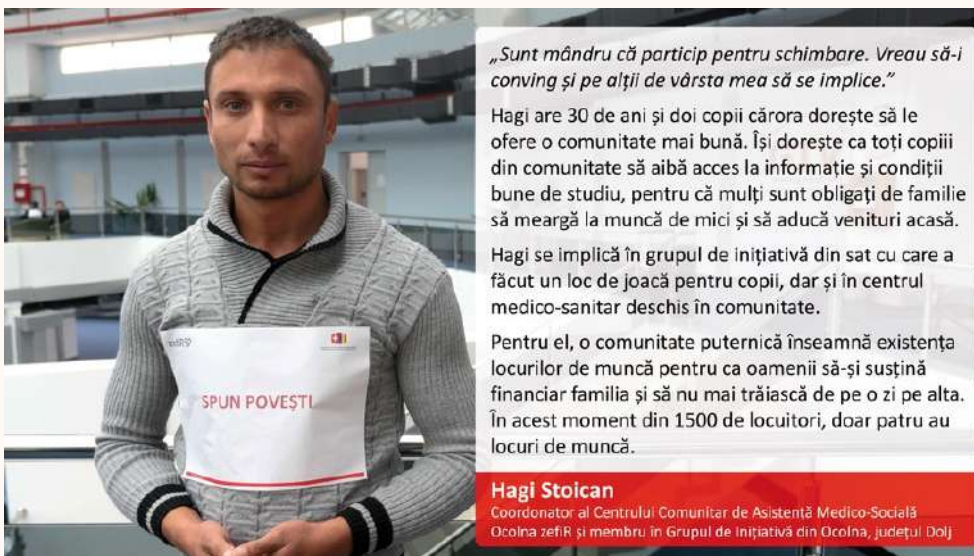 „Sunt mândru că particip pentru schimbare. Vreau să-i
conving și pe alții de vârsta mea să se implice.”
Hagi are 30 de ani și doi copii cărora dorește să le
ofere o comunitate mai bună. Își dorește ca toți copiii
din comunitate să aibă acces la informație și condiții
bune de studiu, pentru că mulți sunt obligați de familie
să meargă la muncă de mici și să aducă venituri acasă.
Hagi se implică în grupul de inițiativă din sat cu care a
făcut un loc de joacă pentru copii, dar și în centrul
medico-sanitar deschis în comunitate.
Pentru el, o comunitate puternică înseamnă existența
locurilor de muncă pentru ca oamenii să-și susțină
financiar familia și să nu mai trăiască de pe o zi pe alta.
În acest moment din 1500 de locuitori, doar patru au
locuri de muncă.
Hagi Stoican
Coordonator al Centrului Comunitar de Asistență Medico-Socială
Ocolna zefiR și membru în Grupul de Inițiativă din Ocolna, județul Dolj
SPUN POVEȘTI